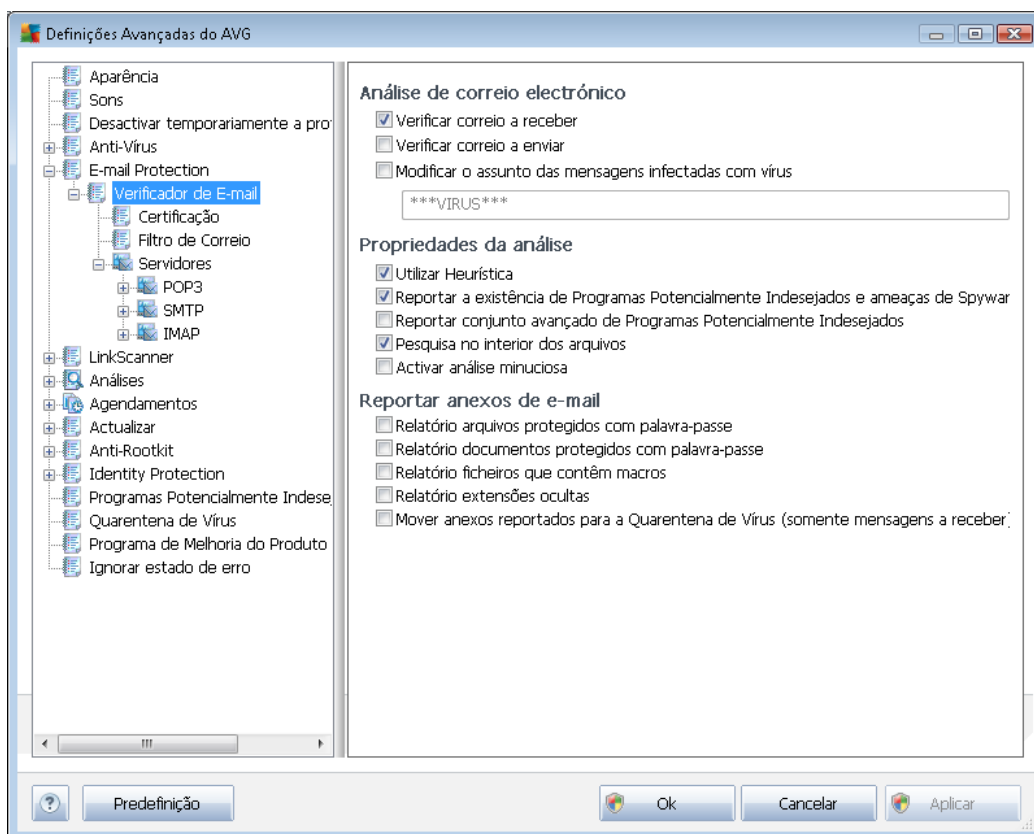 Definições Avançadas do AVG
Aparência
Sons
Desactivar temporariamente a pro
Anti-Vírus
E-mail Protection
Verificador de E-mail
Certificação
Filtro de Correio
Servidores
POP3
SMTP
IMAP
LinkScanner
Análises
Agendamentos
Actualizar
Anti-Rootkit
Identity Protection
Programas Potencialmente Indesej
Quarentena de Vírus
Programa de Melhoria do Produto
Ignorar estado de erro
Análise de correio electrónico
Verificar correio a receber
Verificar correio a enviar
Modificar o assunto das mensagens infectadas com vírus
***VIRUS***
Propriedades da análise
Utilizar Heurística
Reportar a existência de Programas Potencialmente Indesejados e ameaças de Spywar
Reportar conjunto avançado de Programas Potencialmente Indesejados
Pesquisa no interior dos arquivos
Activar análise minuciosa
Reportar anexos de e-mail
Relatório arquivos protegidos com palavra-passe
Relatório documentos protegidos com palavra-passe
Relatório ficheiros que contêm macros
Relatório extensões ocultas
Mover anexos reportados para a Quarentena de Vírus (somente mensagens a receber)
? Predefinição Ok Cancelar Aplicar